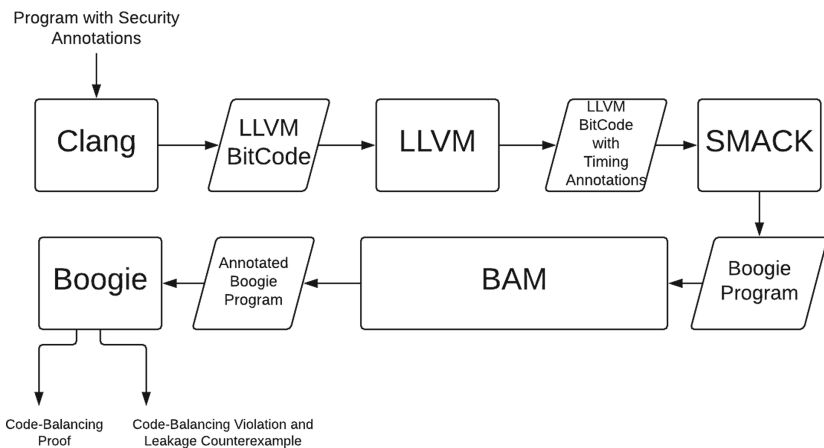 Program with Security
Annotations
Clang
LLVM
BitCode
LLVM
LLVM
BitCode
with
Timing
Annotations
SMACK
Boogie
Annotated
Boogie
Program
BAM
Boogie
Program
Code-Balancing
Proof
Code-Balancing Violation and
Leakage Counterexample